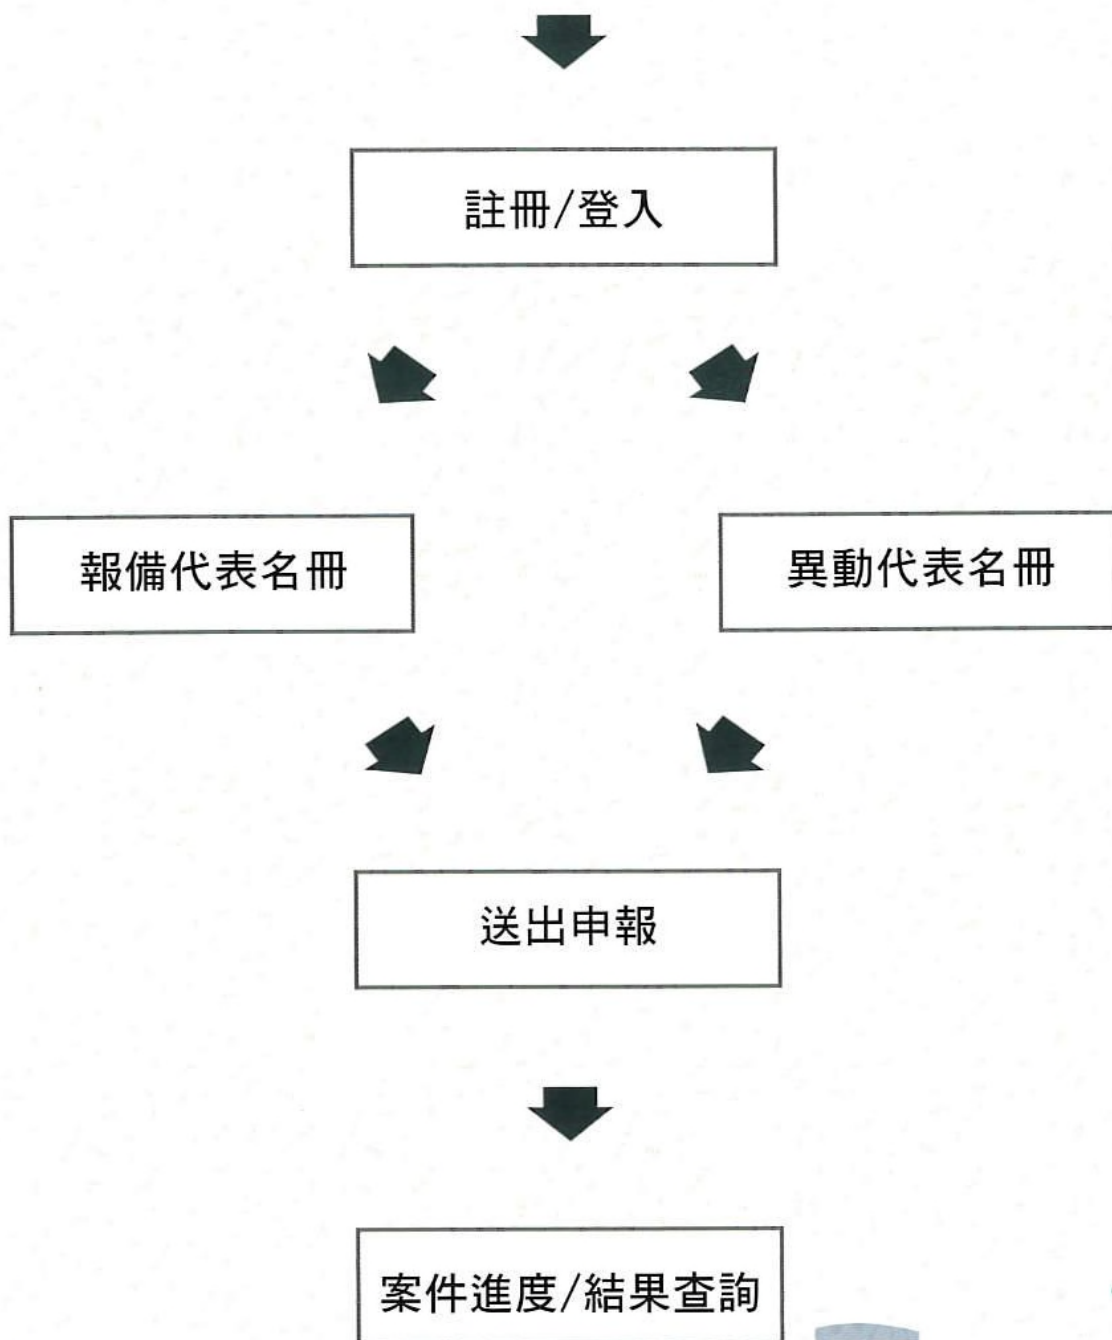 註冊/登入
報備代表名冊
異動代表名冊
送出申報
案件進度/結果查詢